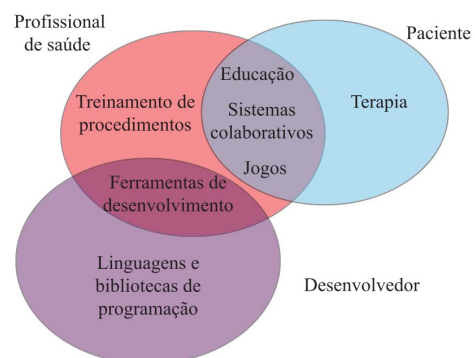 Profissional
de saúde
Paciente
Educação
Treinamento de
procedimentos
Sistemas
colaborativos
Terapia
Jogos
Ferramentas de
desenvolvimento
Linguagens e
bibliotecas de
programação
Desenvolvedor